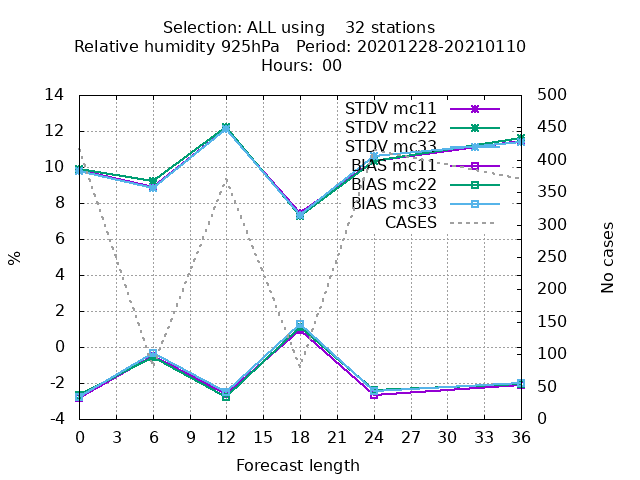 Selection: ALL using    32 stations
Relative humidity 925hPa   Period: 20201228-20210110
Hours: 00
14
12
10
8
6
4
2
0
-2
-4
%
500
450
400
350
300
250
200
150
100
50
0
No cases
STDV mc11
STDV mc22
STDV mc33
BIAS mc11
BIAS mc22
BIAS mc33
CASES
0 3 6 9 12 15 18 21 24 27 30 33 36
Forecast length